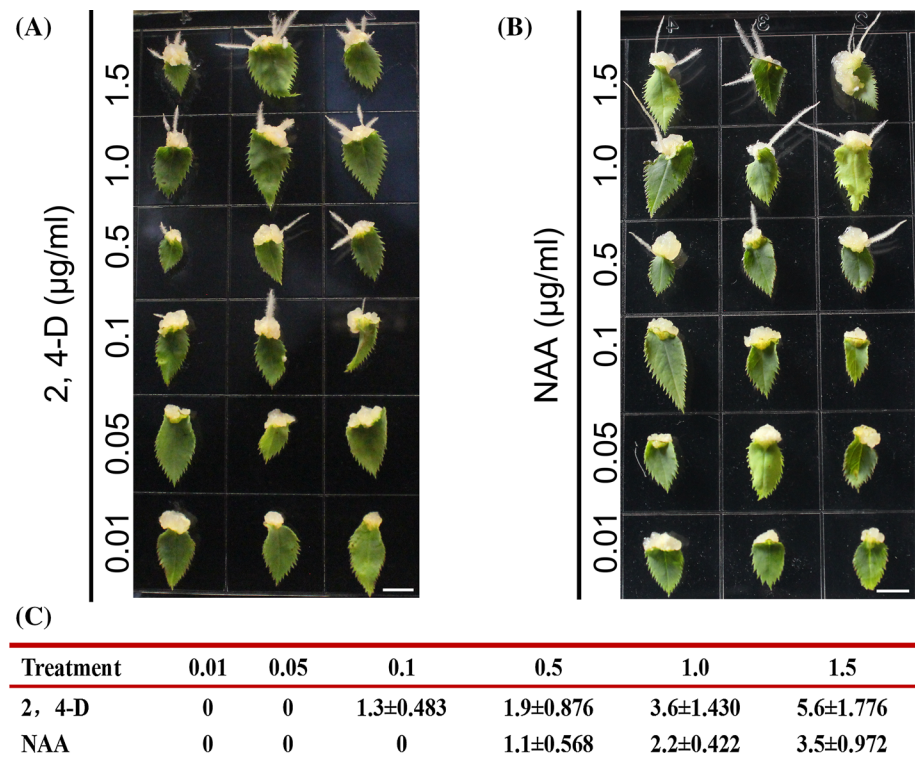 (A)
2, 4-D (µg/ml)
1.5
1.0
0.5
0.1
0.05
0.01
(B)
NAA (µg/ml)
4 3 2
1.5
1.0
0.5
0.1
0.05
0.01
(C)
Treatment 0.01 0.05 0.1 0.5 1.0 1.5
2，4-D 0 0 1.3±0.483 1.9±0.876 3.6±1.430 5.6±1.776
NAA 0 0 0 1.1±0.568 2.2±0.422 3.5±0.972